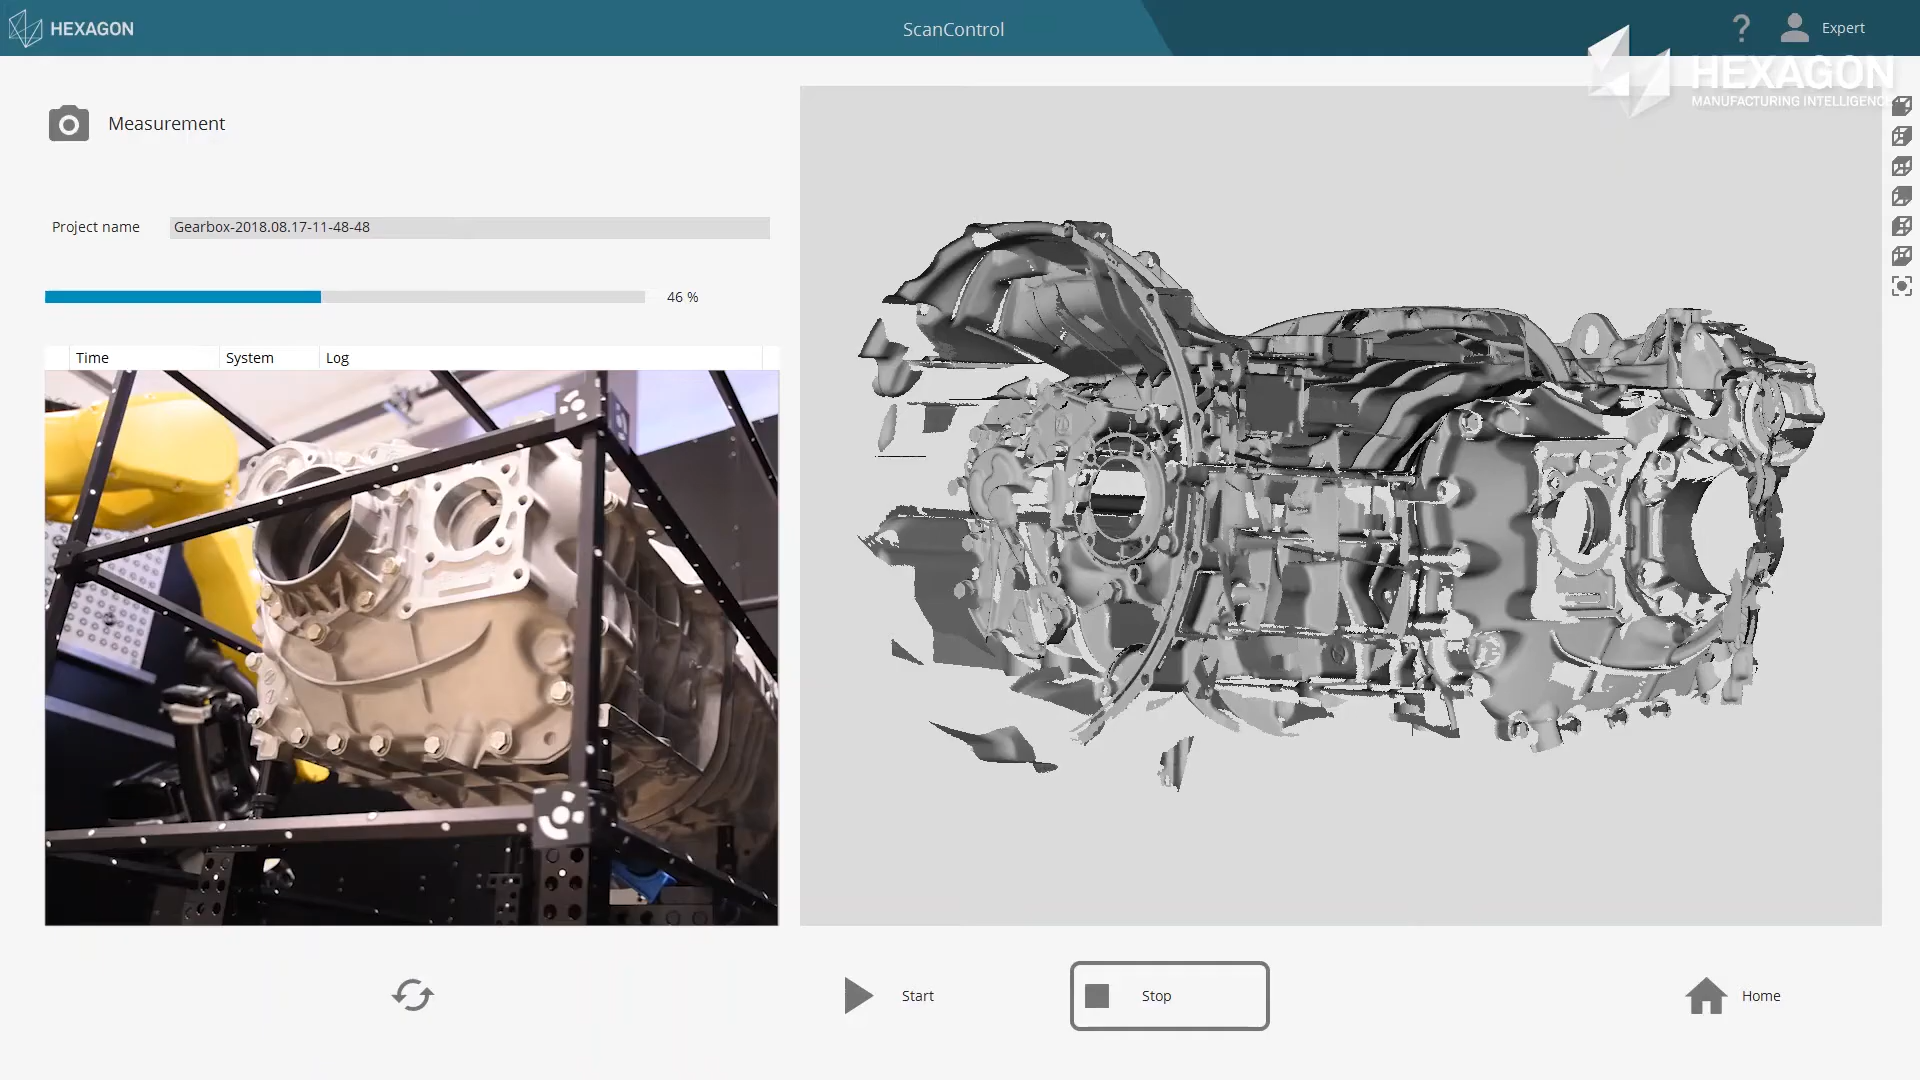 HEXAGON
ScanControl
?
Expert
HEXAGON
MANUFACTURING INTELLIGENCE
Measurement
Project name
Gearbox-2018.08.17-11-48-48
46 %
Time
System
Log
Start
Stop
Home